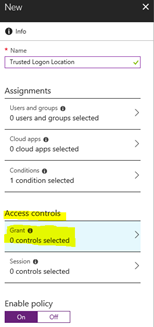 New
Info
* Name
Trusted Logon Location
Assignments
Users and groups
0 users and groups selected
Cloud apps
0 cloud apps selected
Conditions
1 condition selected
Access controls
Grant
0 controls selected
Session
0 controls selected
Enable policy
On Off